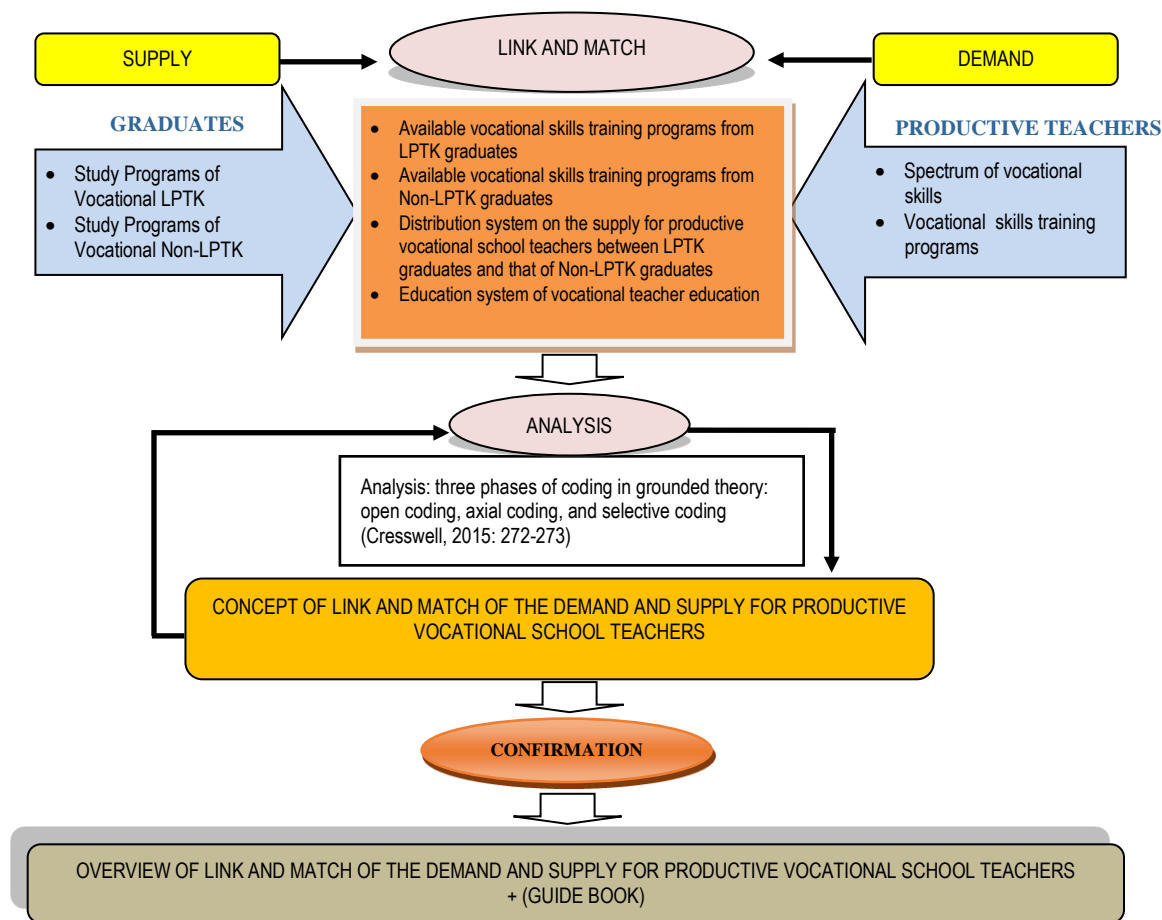 SUPPLY
LINK AND MATCH
DEMAND
GRADUATES
• Study Programs of
Vocational LPTK
• Study Programs of
Vocational Non-LPTK
• Available vocational skills training programs from
LPTK graduates
• Available vocational skills training programs from
Non-LPTK graduates
• Distribution system on the supply for productive
vocational school teachers between LPTK
graduates and that of Non-LPTK graduates
• Education system of vocational teacher education
PRODUCTIVE TEACHERS
• Spectrum of vocational
skills
• Vocational skills training
programs
ANALYSIS
Analysis: three phases of coding in grounded theory:
open coding, axial coding, and selective coding
(Cresswell, 2015: 272-273)
CONCEPT OF LINK AND MATCH OF THE DEMAND AND SUPPLY FOR PRODUCTIVE
VOCATIONAL SCHOOL TEACHERS
CONFIRMATION
OVERVIEW OF LINK AND MATCH OF THE DEMAND AND SUPPLY FOR PRODUCTIVE VOCATIONAL SCHOOL TEACHERS
+ (GUIDE BOOK)